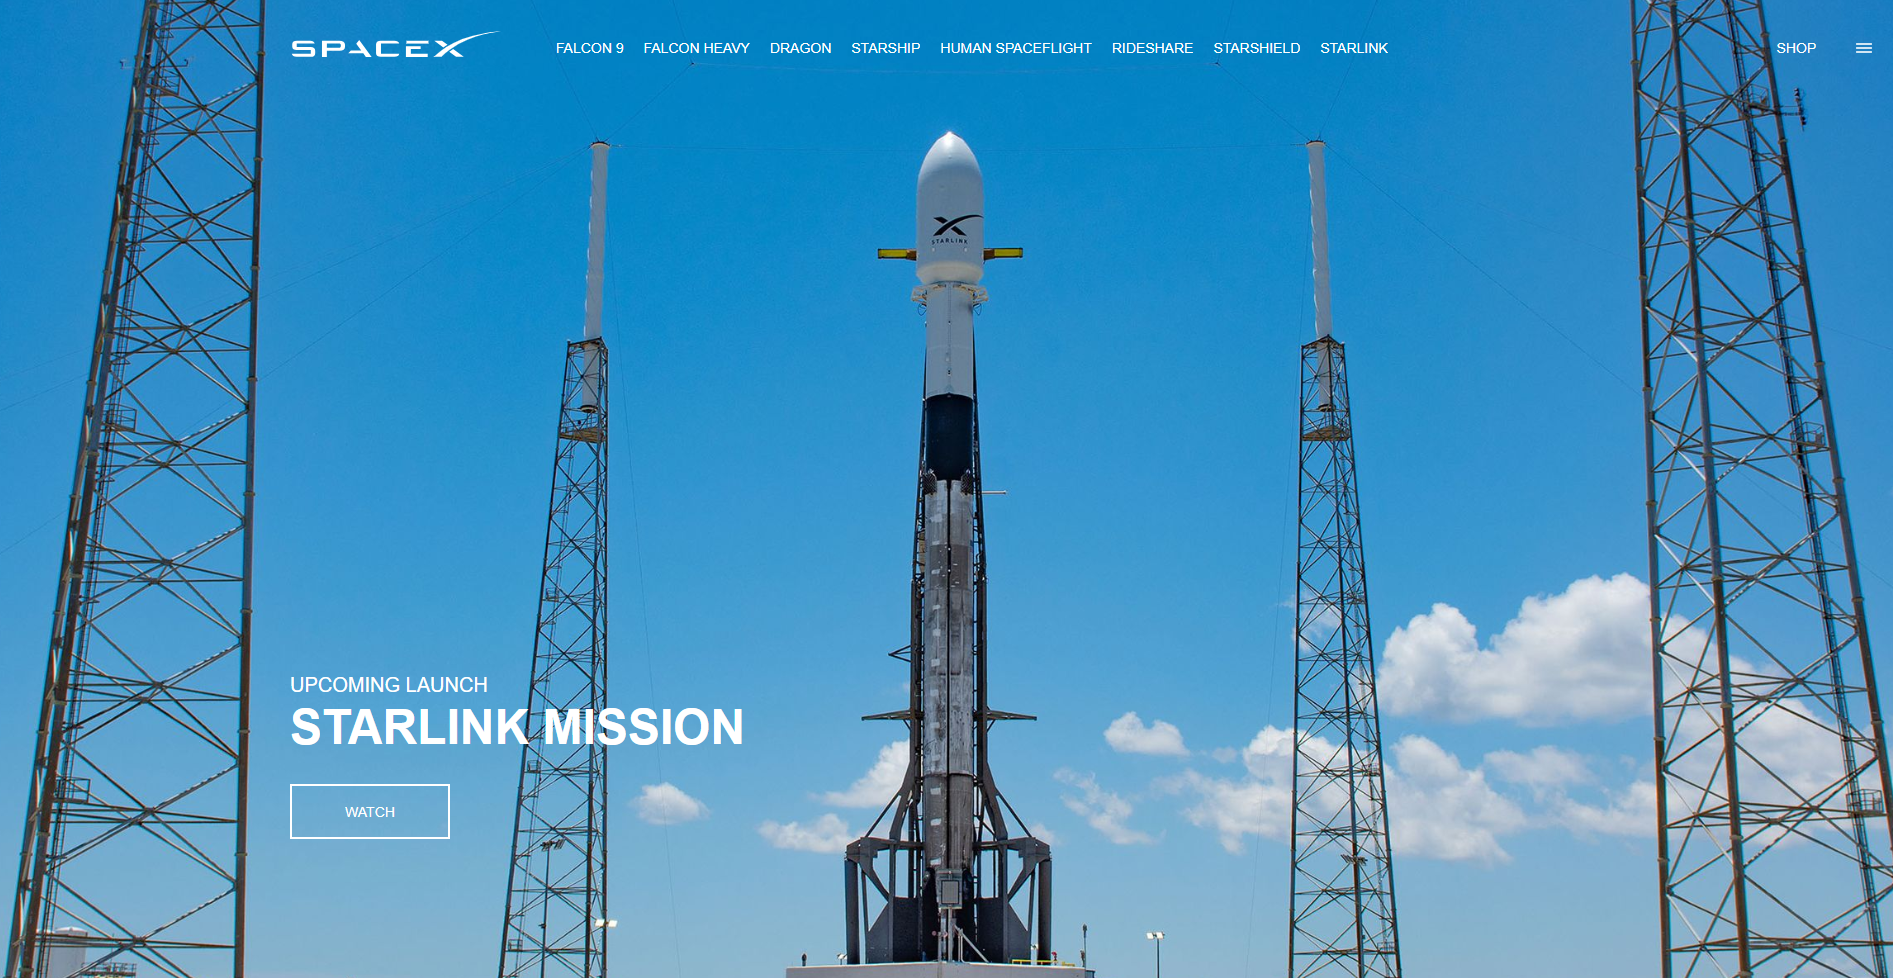 SPACEX
FALCON 9 FALCON HEAVY DRAGON STARSHIP HUMAN SPACEFLIGHT RIDESHARE STARSHIELD STARLINK SHOP
STARLINK
UPCOMING LAUNCH
STARLINK MISSION
WATCH